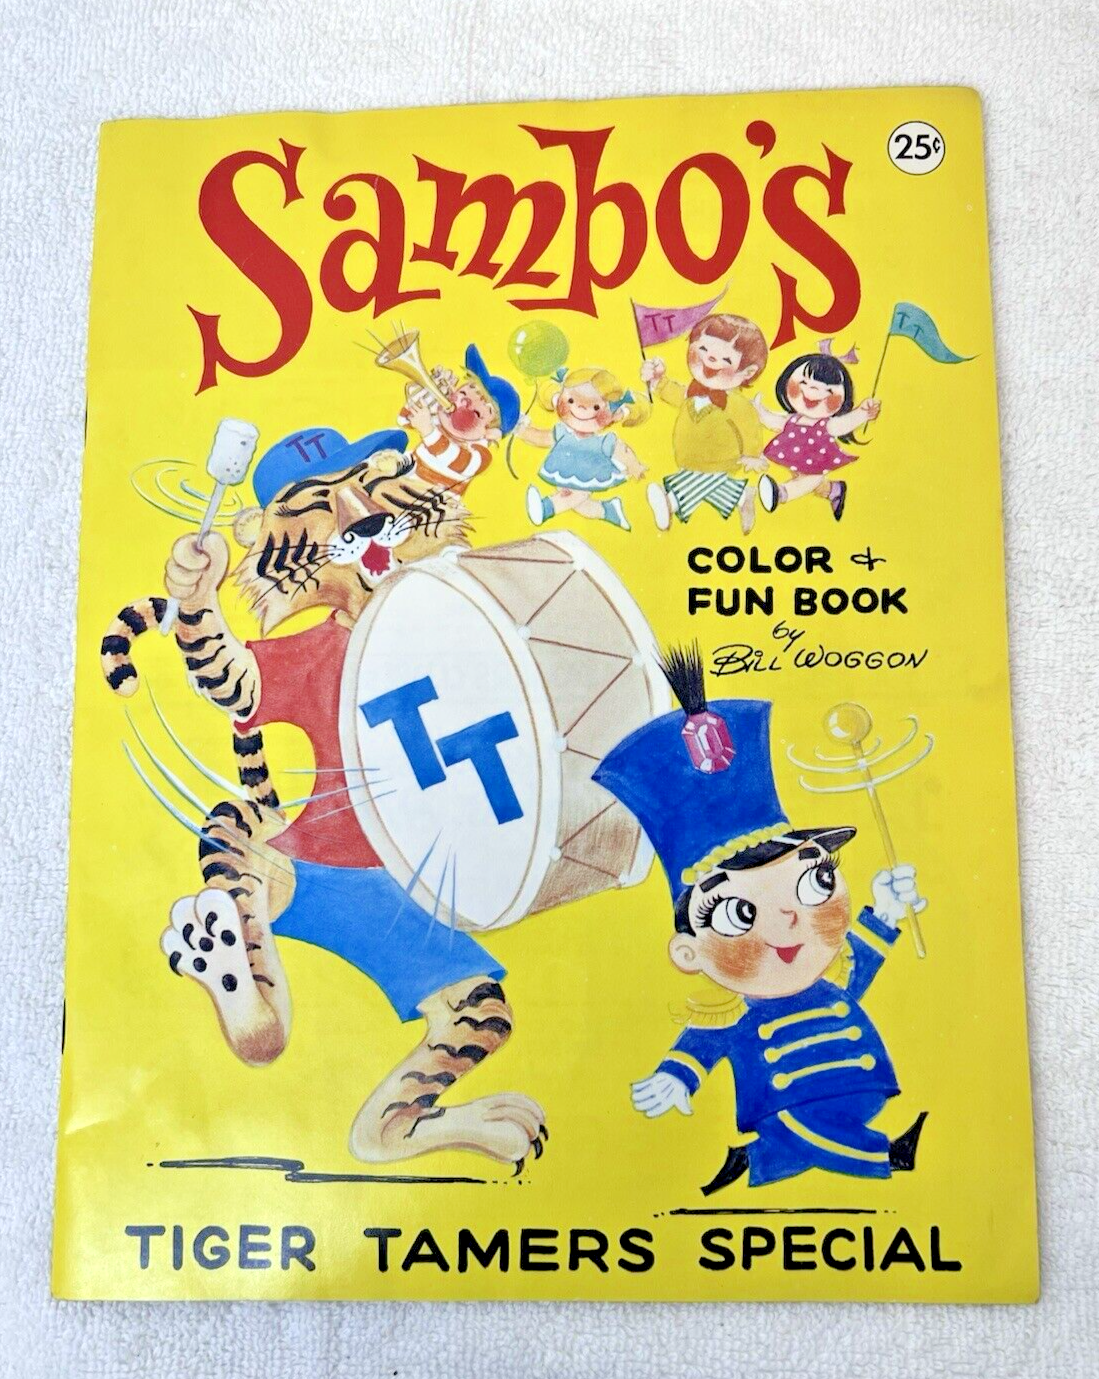 Sambo's
25¢
TT
TT
TT
COLOR &
FUN BOOK
by
BILL WOGGON
TT
TIGER TAMERS SPECIAL